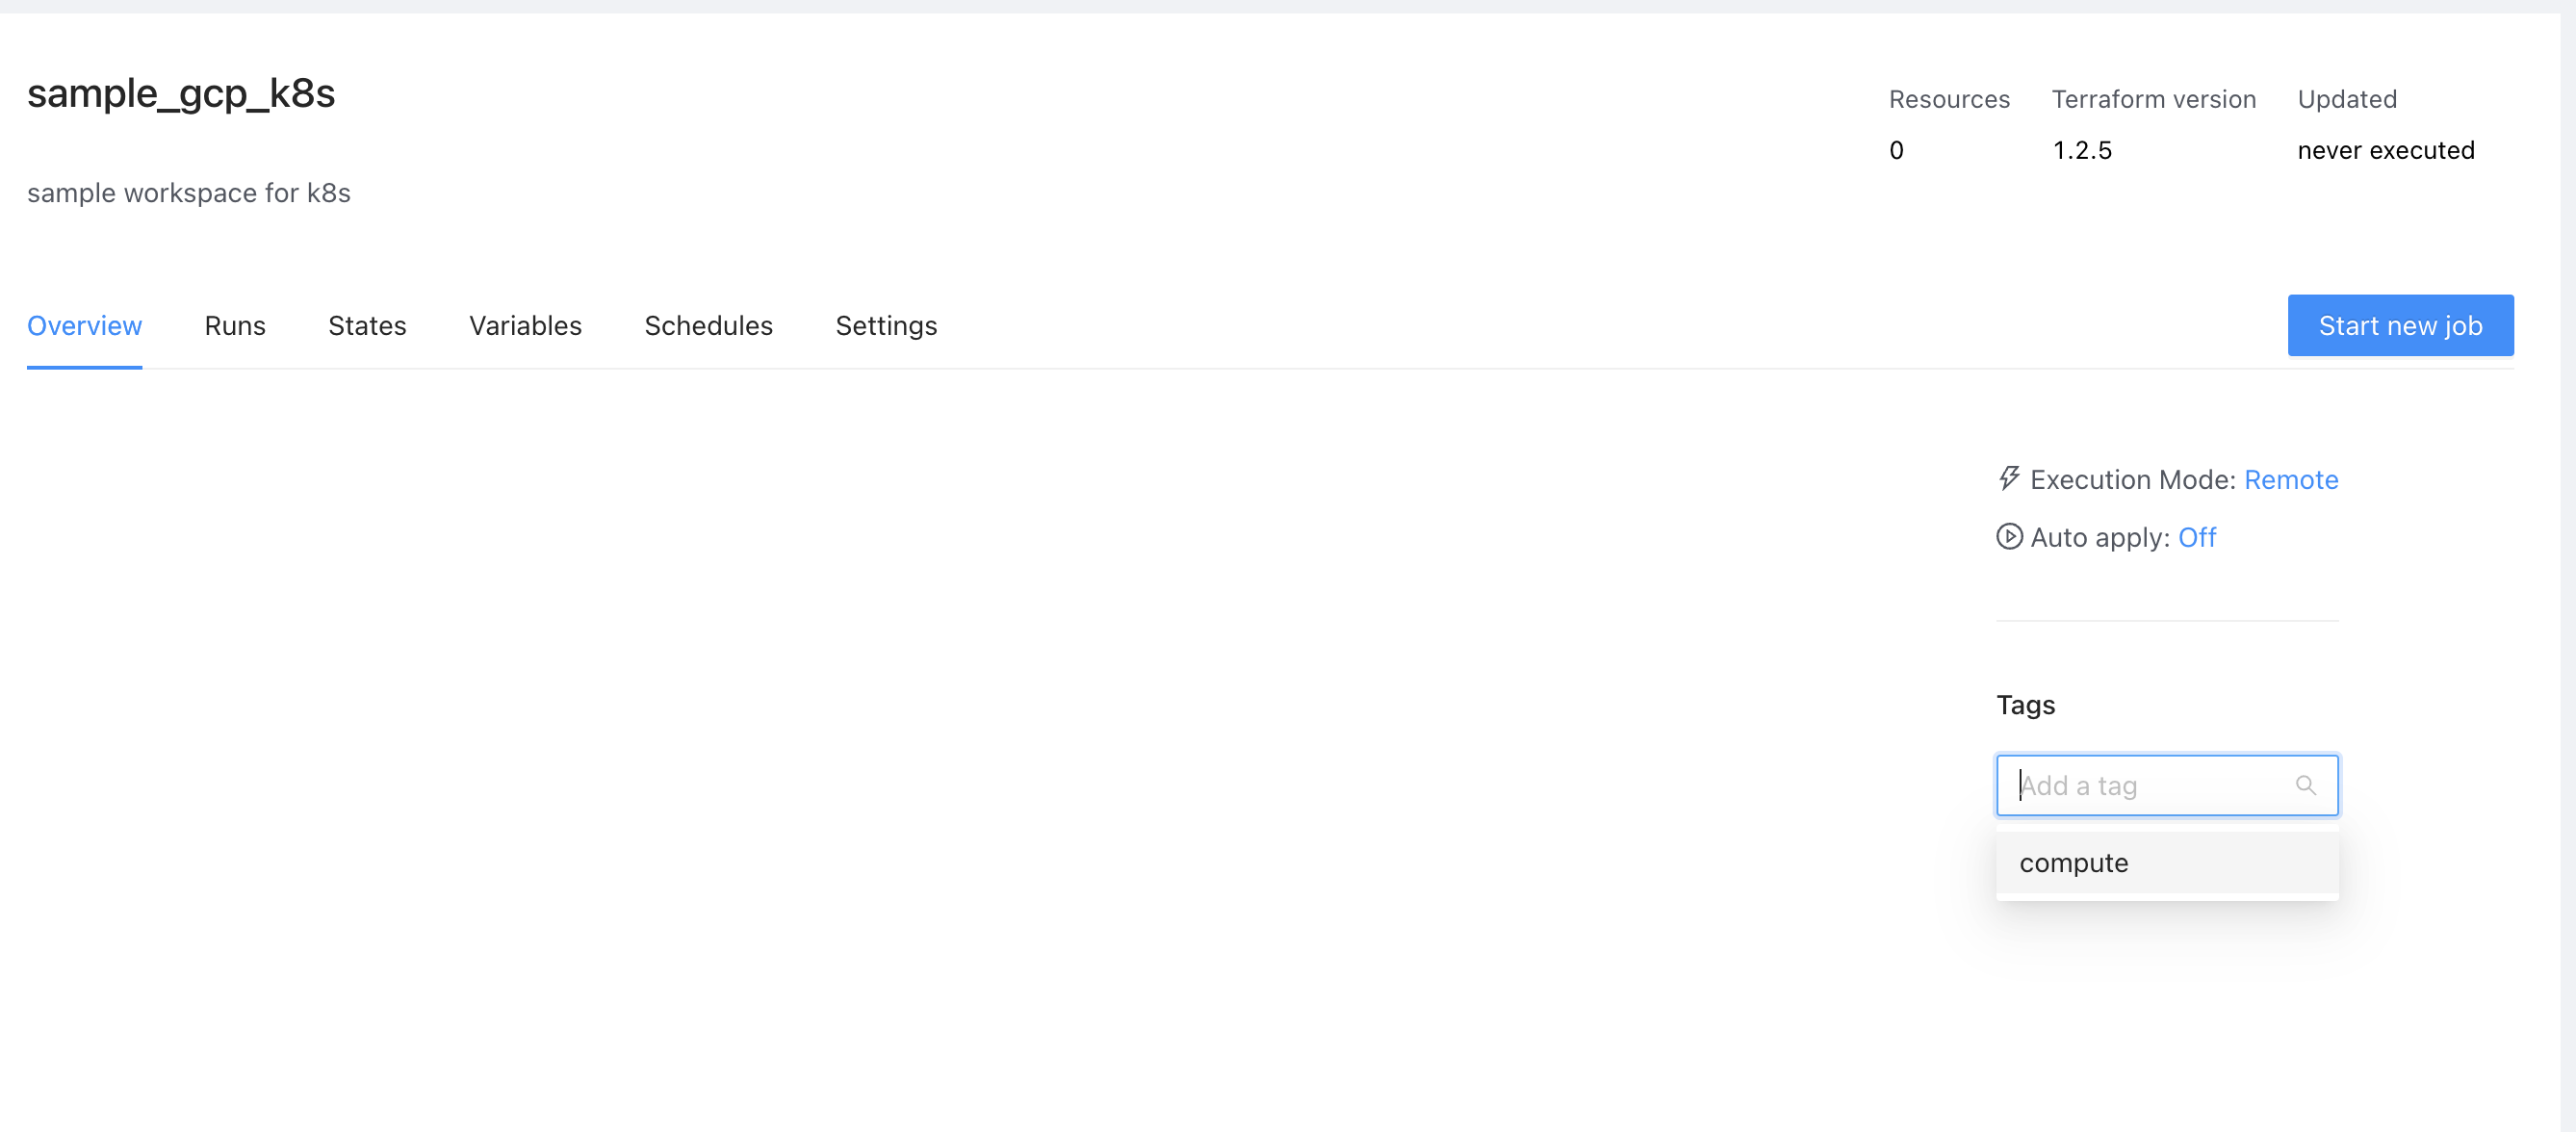 sample_gcp_k8s
sample workspace for k8s
Resources Terraform version Updated
0 1.2.5 never executed
Overview Runs States Variables Schedules Settings Start new job
Execution Mode: Remote
Auto apply: Off
Tags
Add a tag
compute